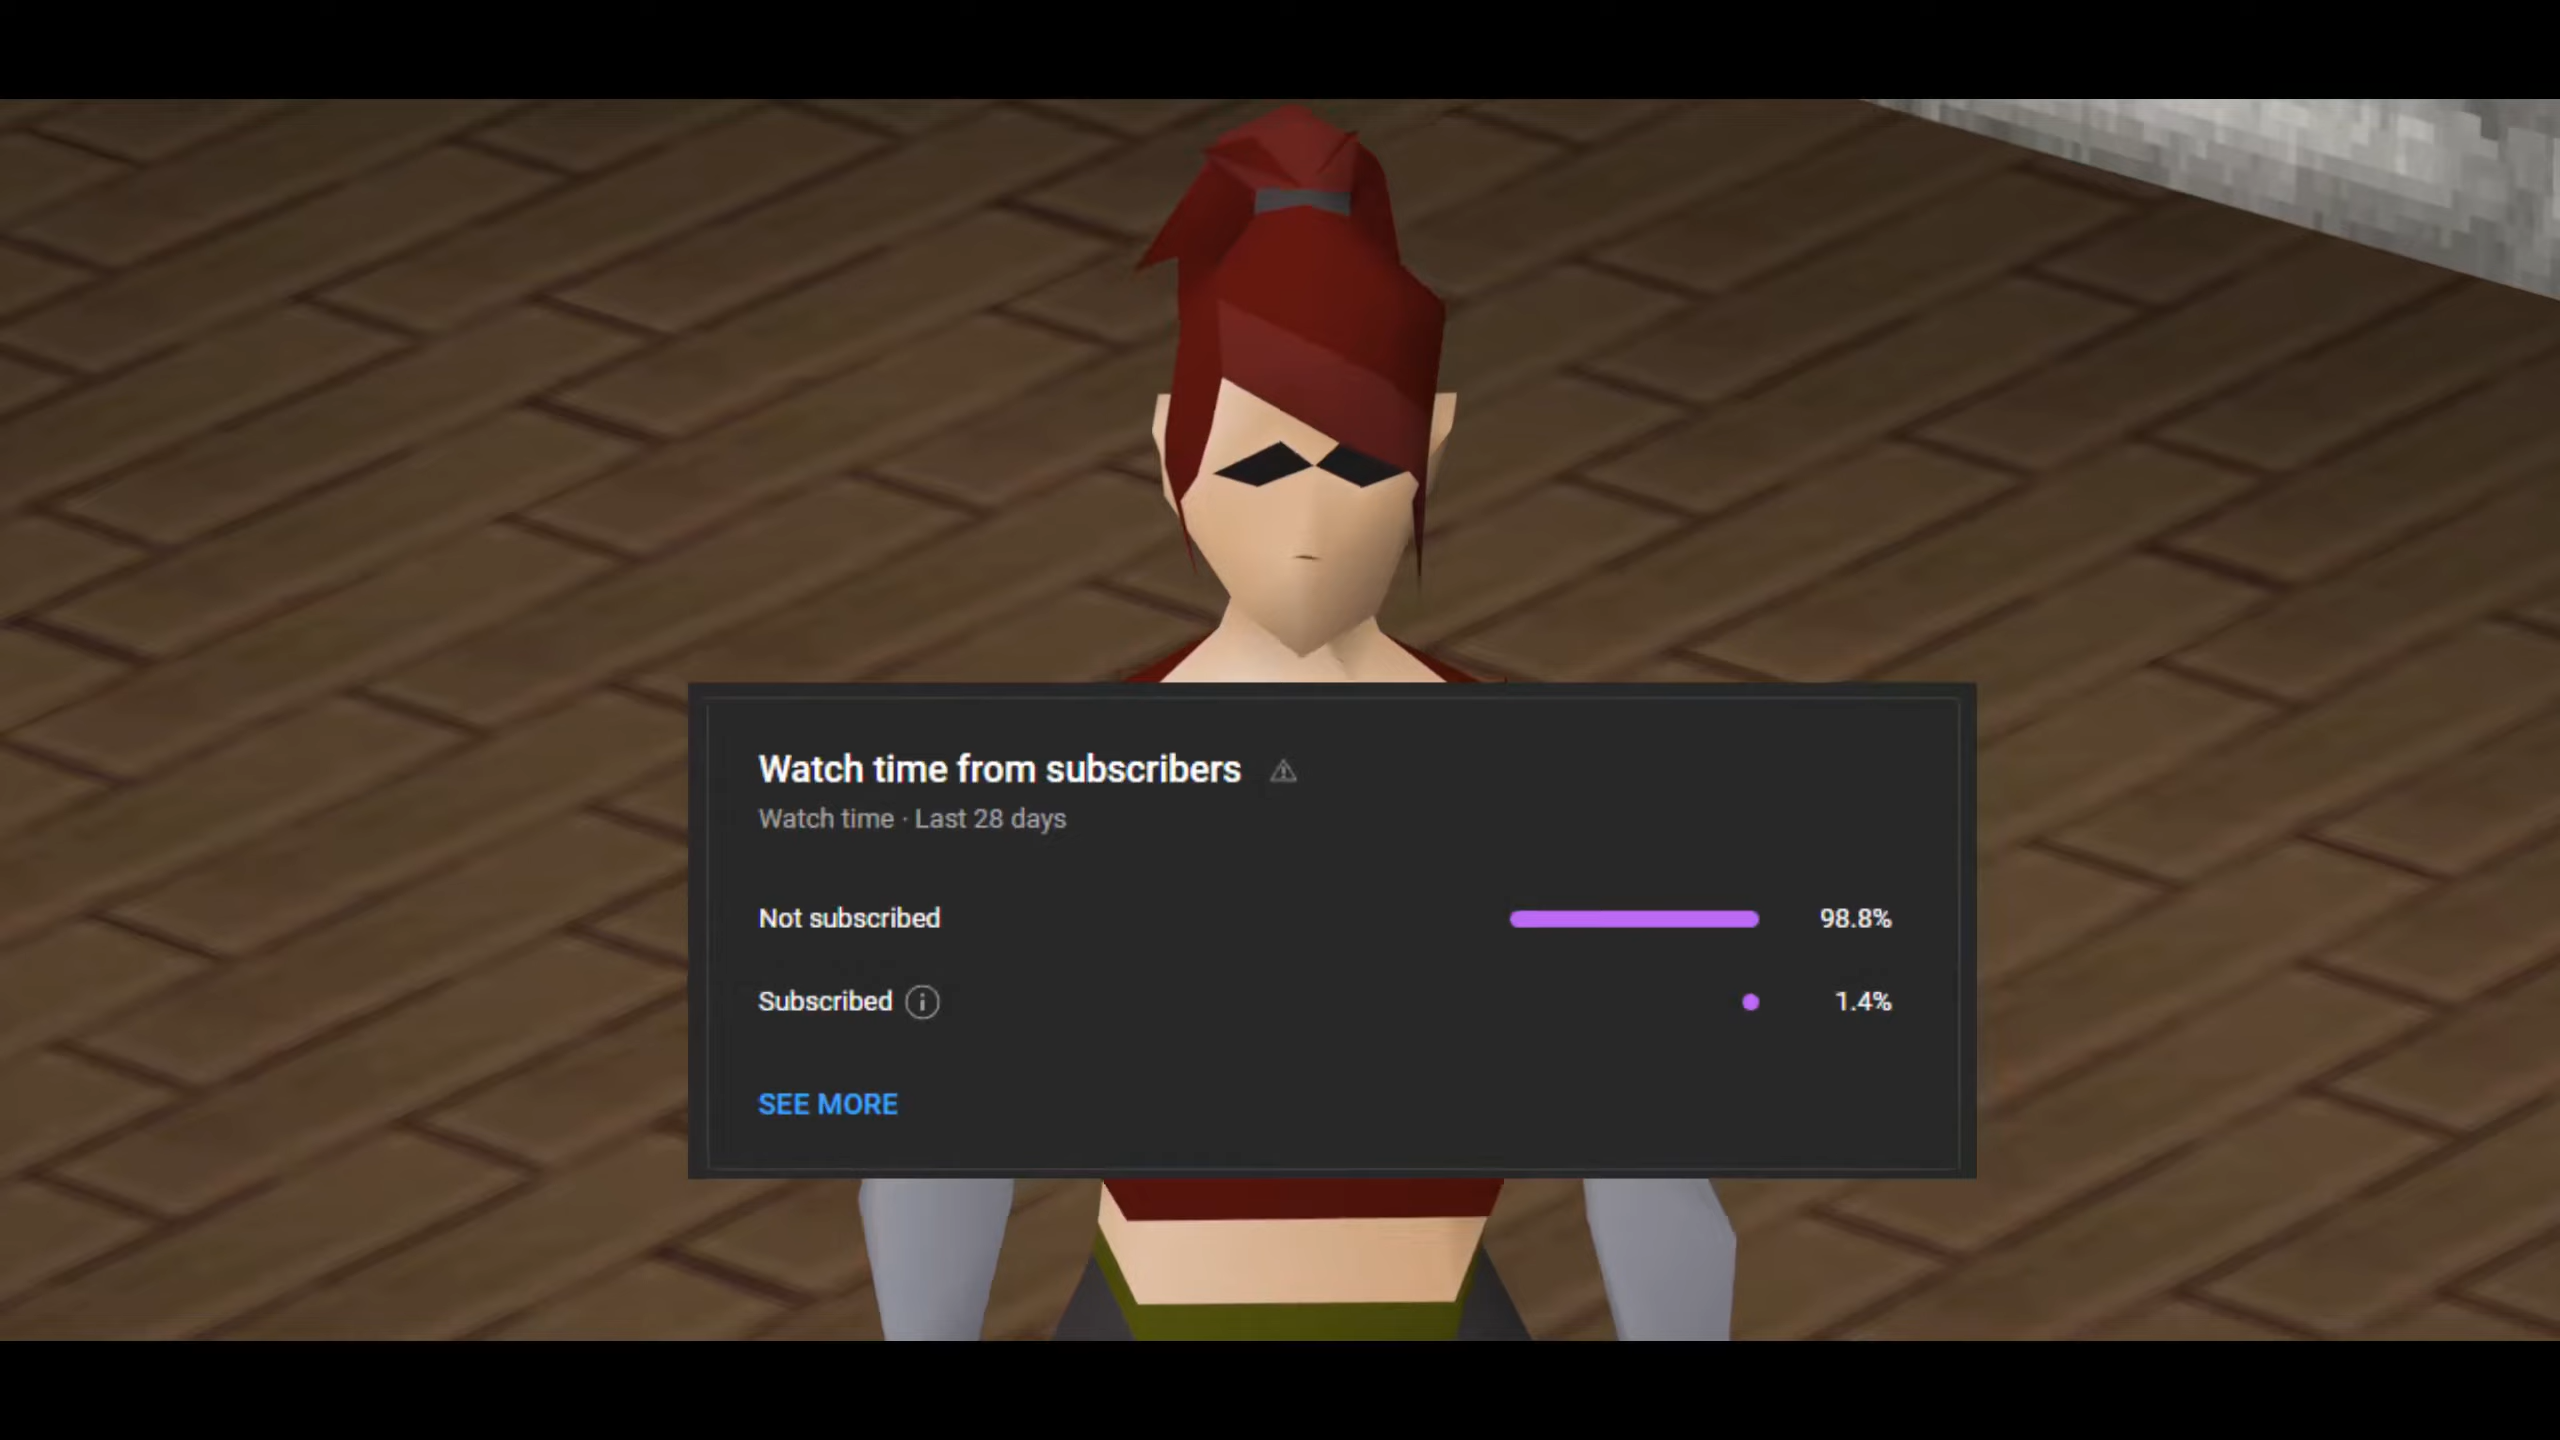 Watch time from subscribers
Watch time · Last 28 days
Not subscribed 98.8%
Subscribed 1.4%
SEE MORE